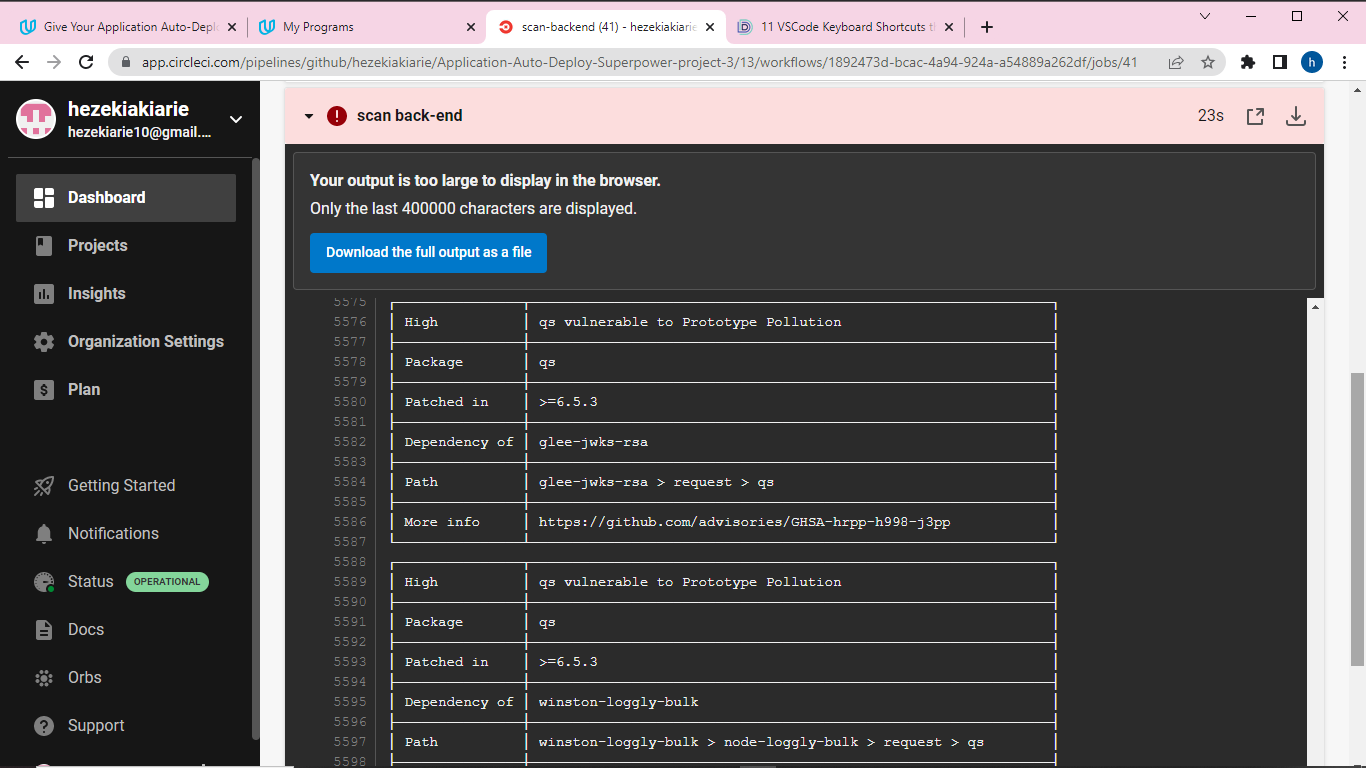 Give Your Application Auto-Deplo
My Programs
scan-backend (41) - hezekiakiarie
11 VSCode Keyboard Shortcuts t
app.circleci.com/pipelines/github/hezekiakiarie/Application-Auto-Deploy-Superpower-project-3/13/workflows/1892473d-bcac-4a94-924a-a54889a262df/jobs/41
h
hezekiakiarie
hezekiarie10@gmail....
Dashboard
Projects
Insights
Organization Settings
Plan
Getting Started
Notifications
Status OPERATIONAL
Docs
Orbs
Support
scan back-end
23s
Your output is too large to display in the browser.
Only the last 400000 characters are displayed.
Download the full output as a file
5575
5576 High qs vulnerable to Prototype Pollution
5577
5578 Package qs
5579
5580 Patched in >=6.5.3
5581
5582 Dependency of glee-jwks-rsa
5583
5584 Path glee-jwks-rsa > request > qs
5585
5586 More info https://github.com/advisories/GHSA-hrpp-h998-j3pp
5587
5588
5589 High qs vulnerable to Prototype Pollution
5590
5591 Package qs
5592
5593 Patched in >=6.5.3
5594
5595 Dependency of winston-loggly-bulk
5596
5597 Path winston-loggly-bulk > node-loggly-bulk > request > qs
5598